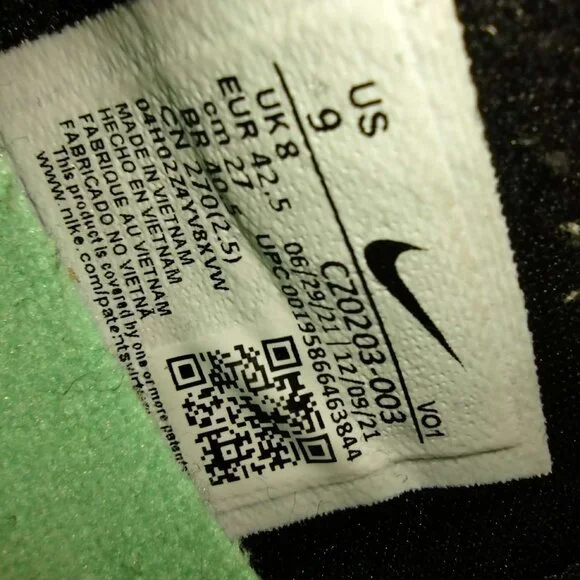 US
9
UK 8
EUR 42.5
cm 27
BR 40.5
CN 270(2.5)
04H02Z4YV8XVW
MADE IN VIETNAM
HECHO EN VIETNAM
FABRIQUE AU VIETNAM
FABRICADO NO VIETNÃ
This product is covered by one or more patents
www.nike.com/patents
CZ0203-003
06/29/21 | 12/09/21
UPC 00195866463844
V01